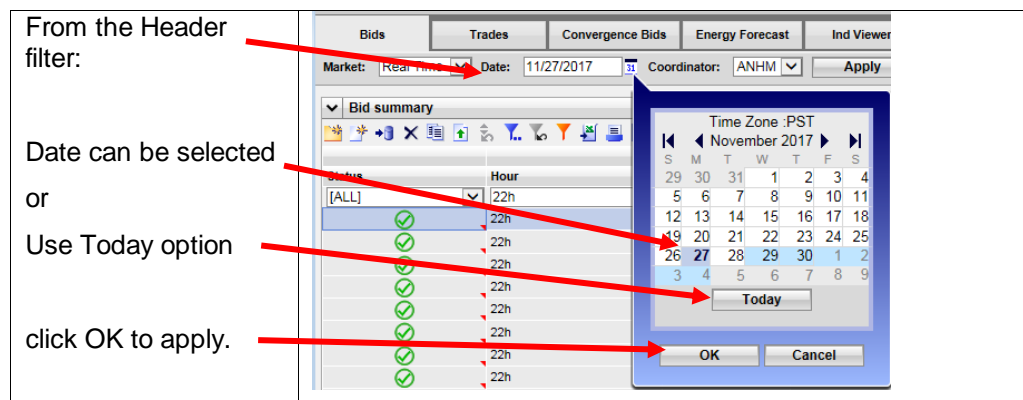 From the Header
filter:
Date can be selected
or
Use Today option
click OK to apply.
Bids Trades Convergence Bids Energy Forecast Ind Viewer
Market: Real Time Date: 11/27/2017 31 Coordinator: ANHM Apply
Bid summary
Status Hour
[ALL] 22h
22h
22h
22h
22h
22h
22h
22h
22h
Time Zone :PST
November 2017
S M T W T F S
29 30 31 1 2 3 4
5 6 7 8 9 10 11
12 13 14 15 16 17 18
19 20 21 22 23 24 25
26 27 28 29 30 1 2
3 4 5 6 7 8 9
Today
OK Cancel